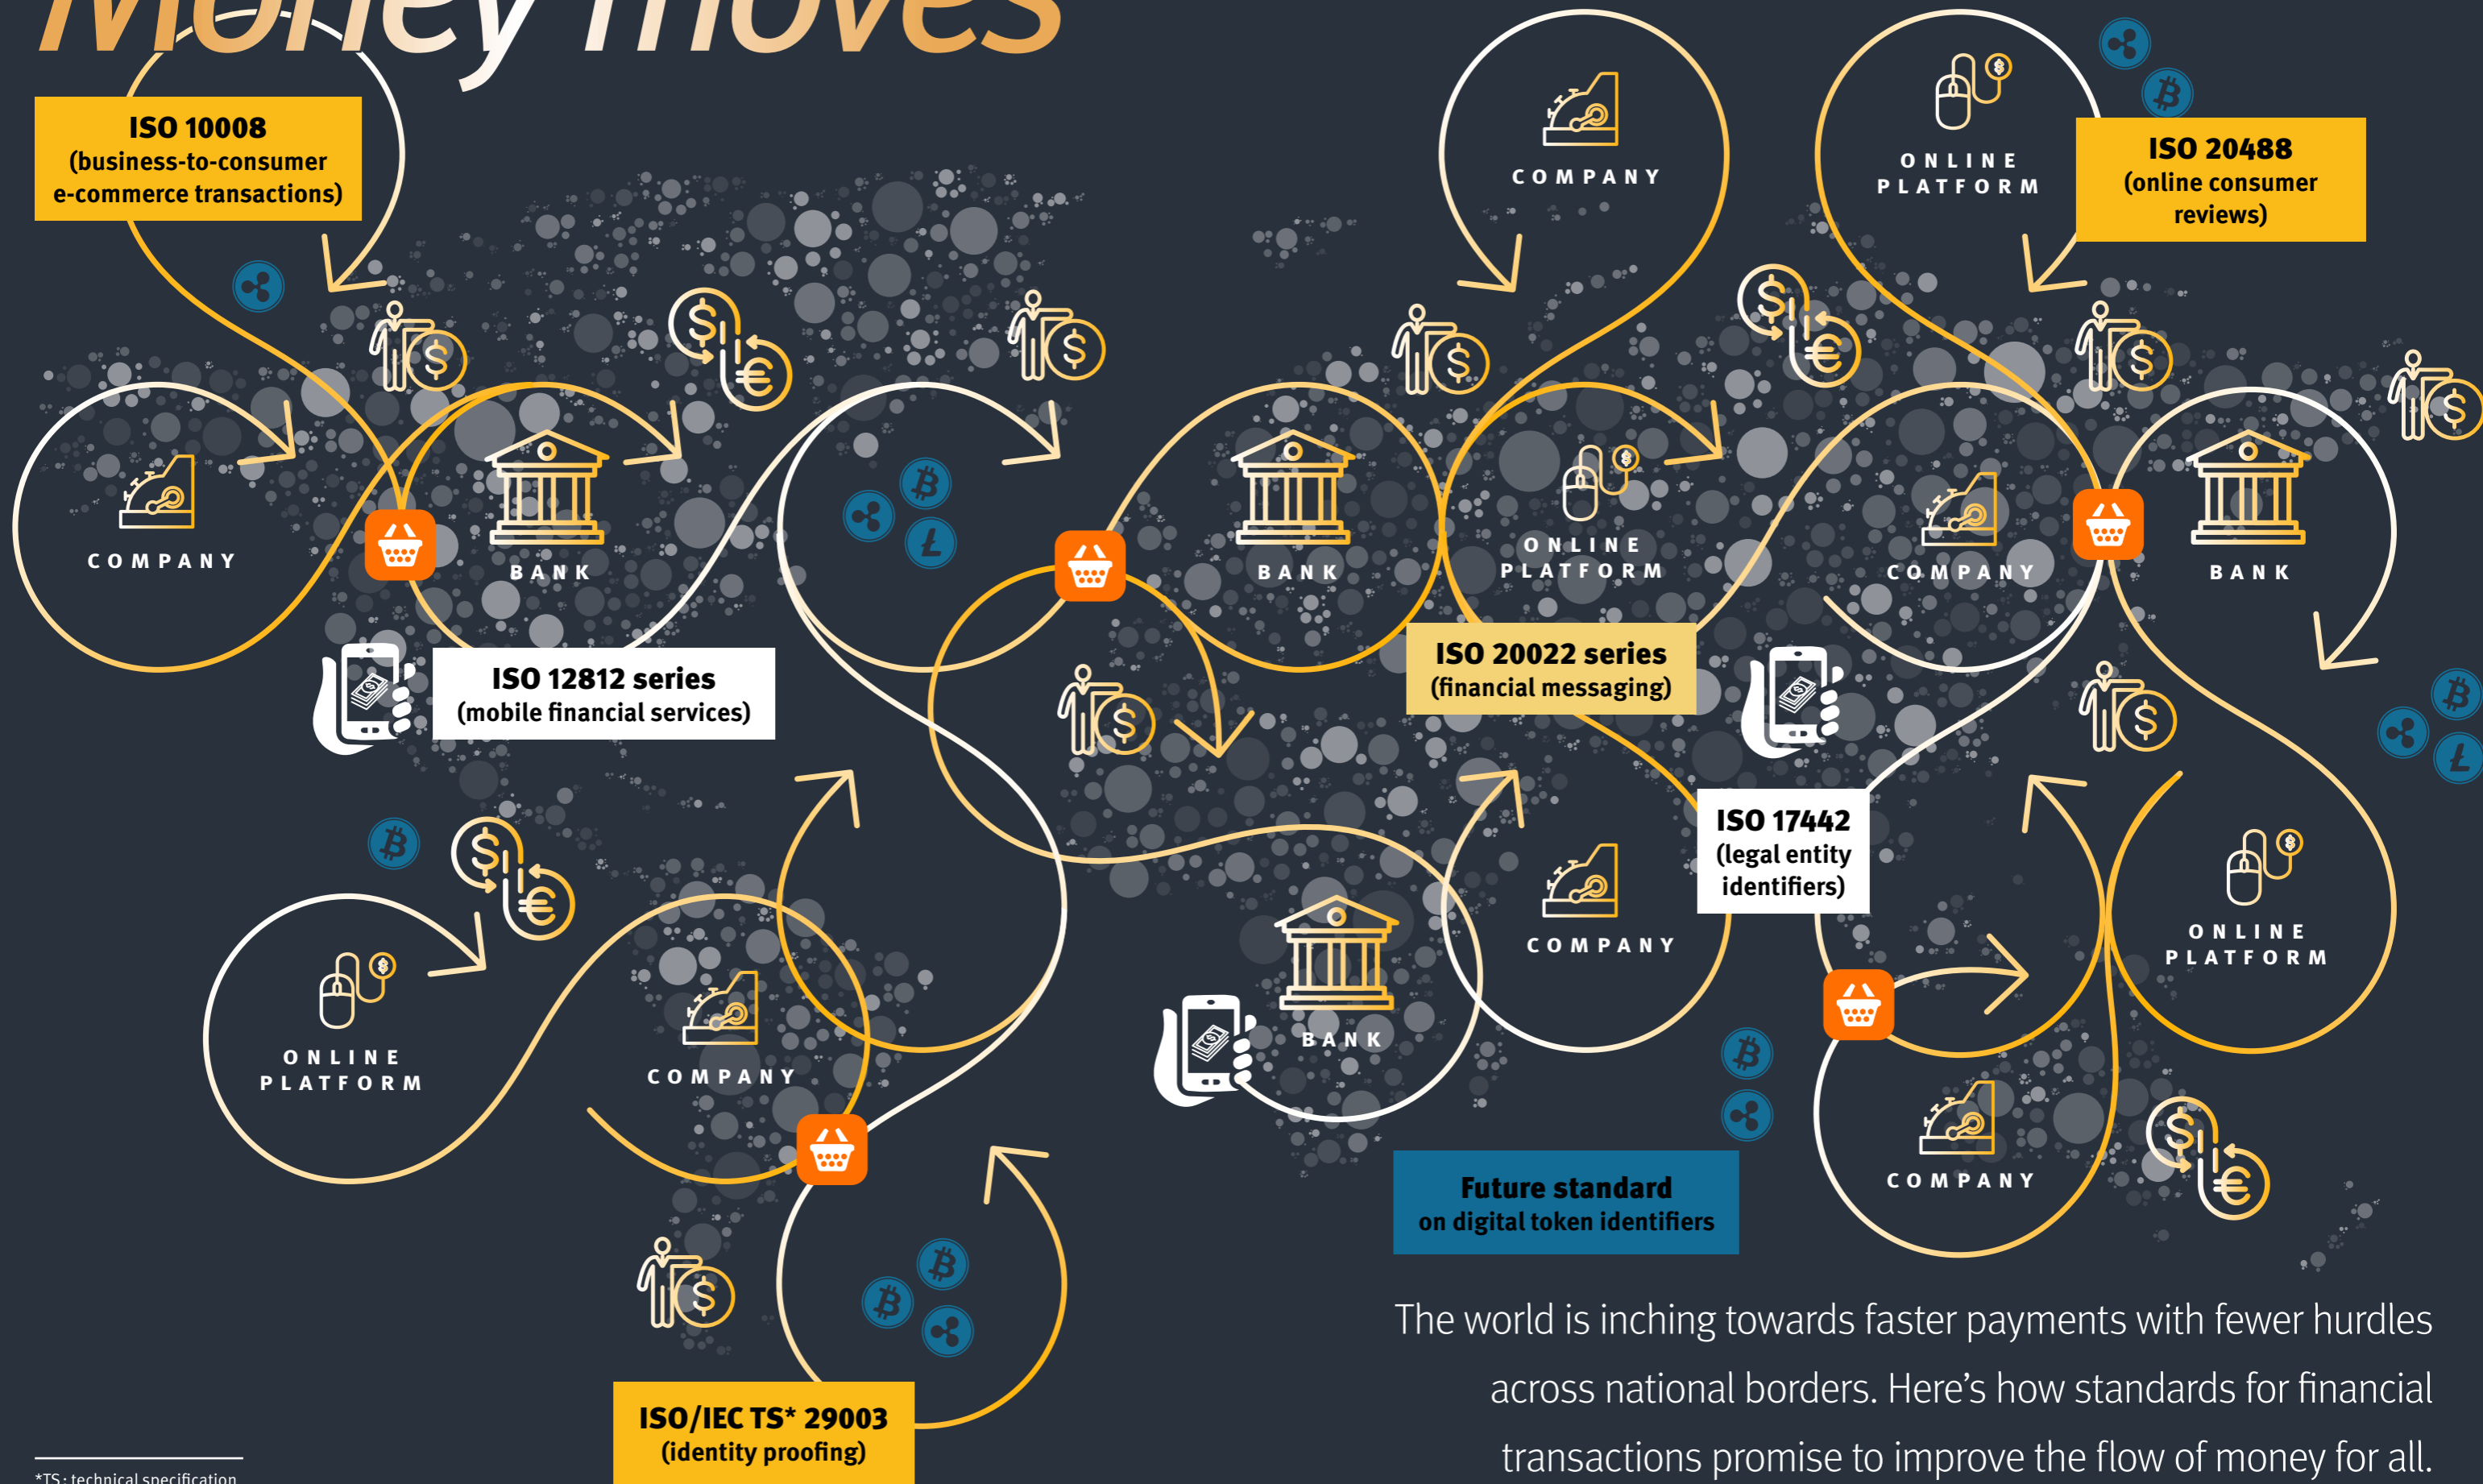 Money moves
ISO 10008
(business-to-consumer
e-commerce transactions)
COMPANY
ONLINE
PLATFORM
ISO 20488
(online consumer
reviews)
COMPANY
BANK
BANK
ONLINE
PLATFORM
COMPANY
BANK
ISO 12812 series
(mobile financial services)
ISO 20022 series
(financial messaging)
ISO 17442
(legal entity
identifiers)
ONLINE
PLATFORM
COMPANY
BANK
COMPANY
ONLINE
PLATFORM
COMPANY
Future standard
on digital token identifiers
ISO/IEC TS* 29003
(identity proofing)
The world is inching towards faster payments with fewer hurdles
across national borders. Here’s how standards for financial
transactions promise to improve the flow of money for all.
*TS: technical specification